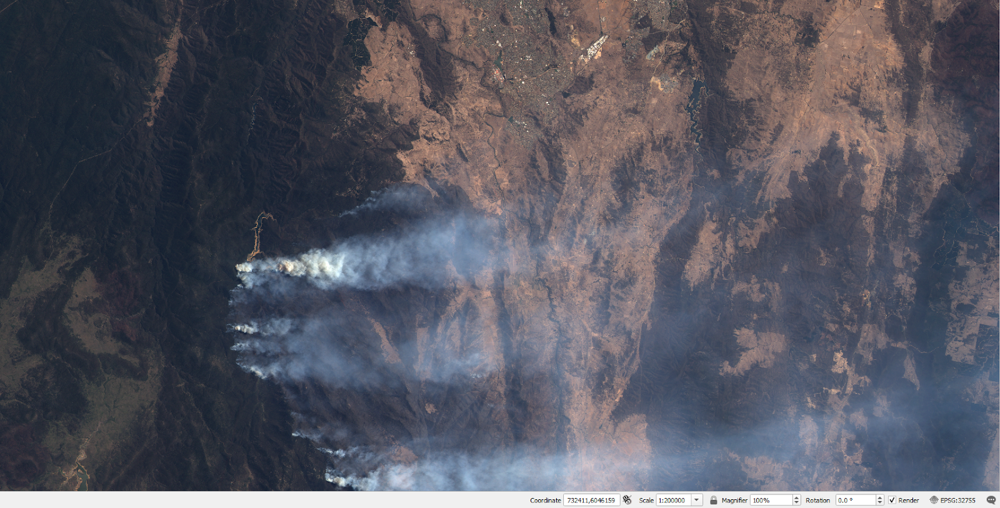 Coordinate 732411,6046159 Scale 1:200000 Magnifier 100% Rotation 0.0 ° Render EPSG:32755